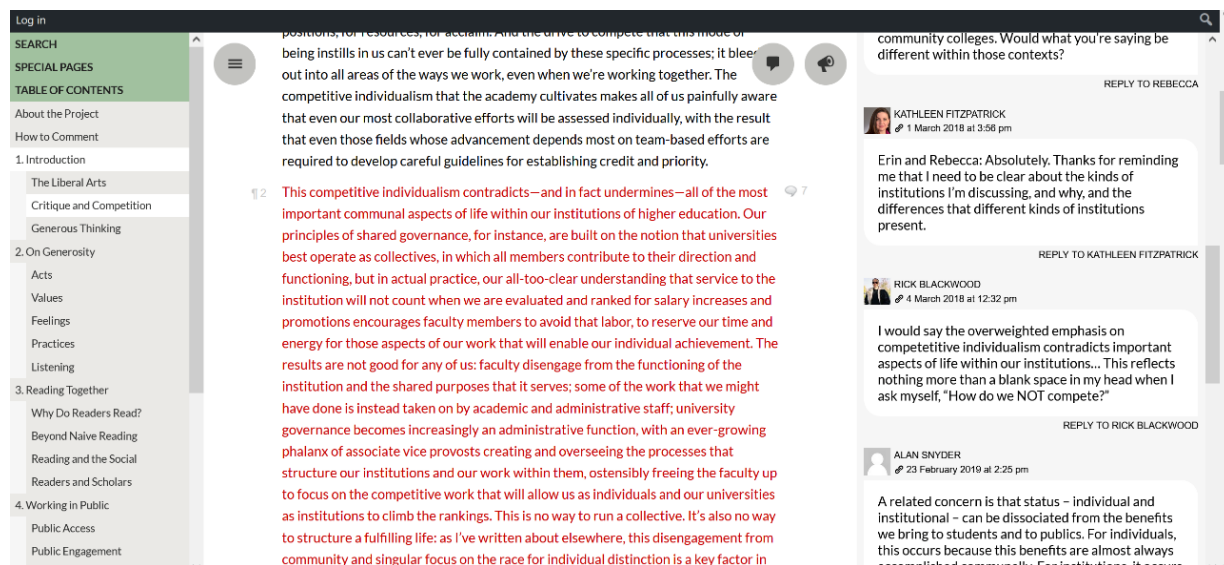 Log in
SEARCH
SPECIAL PAGES
TABLE OF CONTENTS
About the Project
How to Comment
1. Introduction
The Liberal Arts
Critique and Competition
Generous Thinking
2. On Generosity
Acts
Values
Feelings
Practices
Listening
3. Reading Together
Why Do Readers Read?
Beyond Naive Reading
Reading and the Social
Readers and Scholars
4. Working in Public
Public Access
Public Engagement
positions, for resources, for acclaim. And the drive to compete that this mode of
being instills in us can't ever be fully contained by these specific processes; it
out into all areas of the ways we work, even when we're working together. The
competitive individualism that the academy cultivates makes all of us painfully aware
that even our most collaborative efforts will be assessed individually, with the result
that even those fields whose advancement depends most on team-based efforts are
required to develop careful guidelines for establishing credit and priority.
¶ 2
This competitive individualism contradicts—and in fact undermines—all of the most
important communal aspects of life within our institutions of higher education. Our
principles of shared governance, for instance, are built on the notion that universities
best operate as collectives, in which all members contribute to their direction and
functioning, but in actual practice, our all-too-clear understanding that service to the
institution will not count when we are evaluated and ranked for salary increases and
promotions encourages faculty members to avoid that labor, to reserve our time and
energy for those aspects of our work that will enable our individual achievement. The
results are not good for any of us: faculty disengage from the functioning of the
institution and the shared purposes that it serves; some of the work that we might
have done is instead taken on by academic and administrative staff; university
governance becomes increasingly an administrative function, with an ever-growing
phalanx of associate vice provosts creating and overseeing the processes that
structure our institutions and our work within them, ostensibly freeing the faculty up
to focus on the competitive work that will allow us as individuals and our universities
as institutions to climb the rankings. This is no way to run a collective. It's also no way
to structure a fulfilling life: as I've written about elsewhere, this disengagement from
community and singular focus on the race for individual distinction is a key factor in
7
community colleges. Would what you're saying be
different within those contexts?
REPLY TO REBECCA
KATHLEEN FITZPATRICK
1 March 2018 at 3:56 pm
Erin and Rebecca: Absolutely. Thanks for reminding
me that I need to be clear about the kinds of
institutions I'm discussing, and why, and the
differences that different kinds of institutions
present.
REPLY TO KATHLEEN FITZPATRICK
RICK BLACKWOOD
4 March 2018 at 12:32 pm
I would say the overweighted emphasis on
competetitive individualism contradicts important
aspects of life within our institutions... This reflects
nothing more than a blank space in my head when I
ask myself, "How do we NOT compete?"
REPLY TO RICK BLACKWOOD
ALAN SNYDER
23 February 2019 at 2:25 pm
A related concern is that status – individual and
institutional – can be dissociated from the benefits
we bring to students and to publics. For individuals,
this occurs because this benefits are almost always